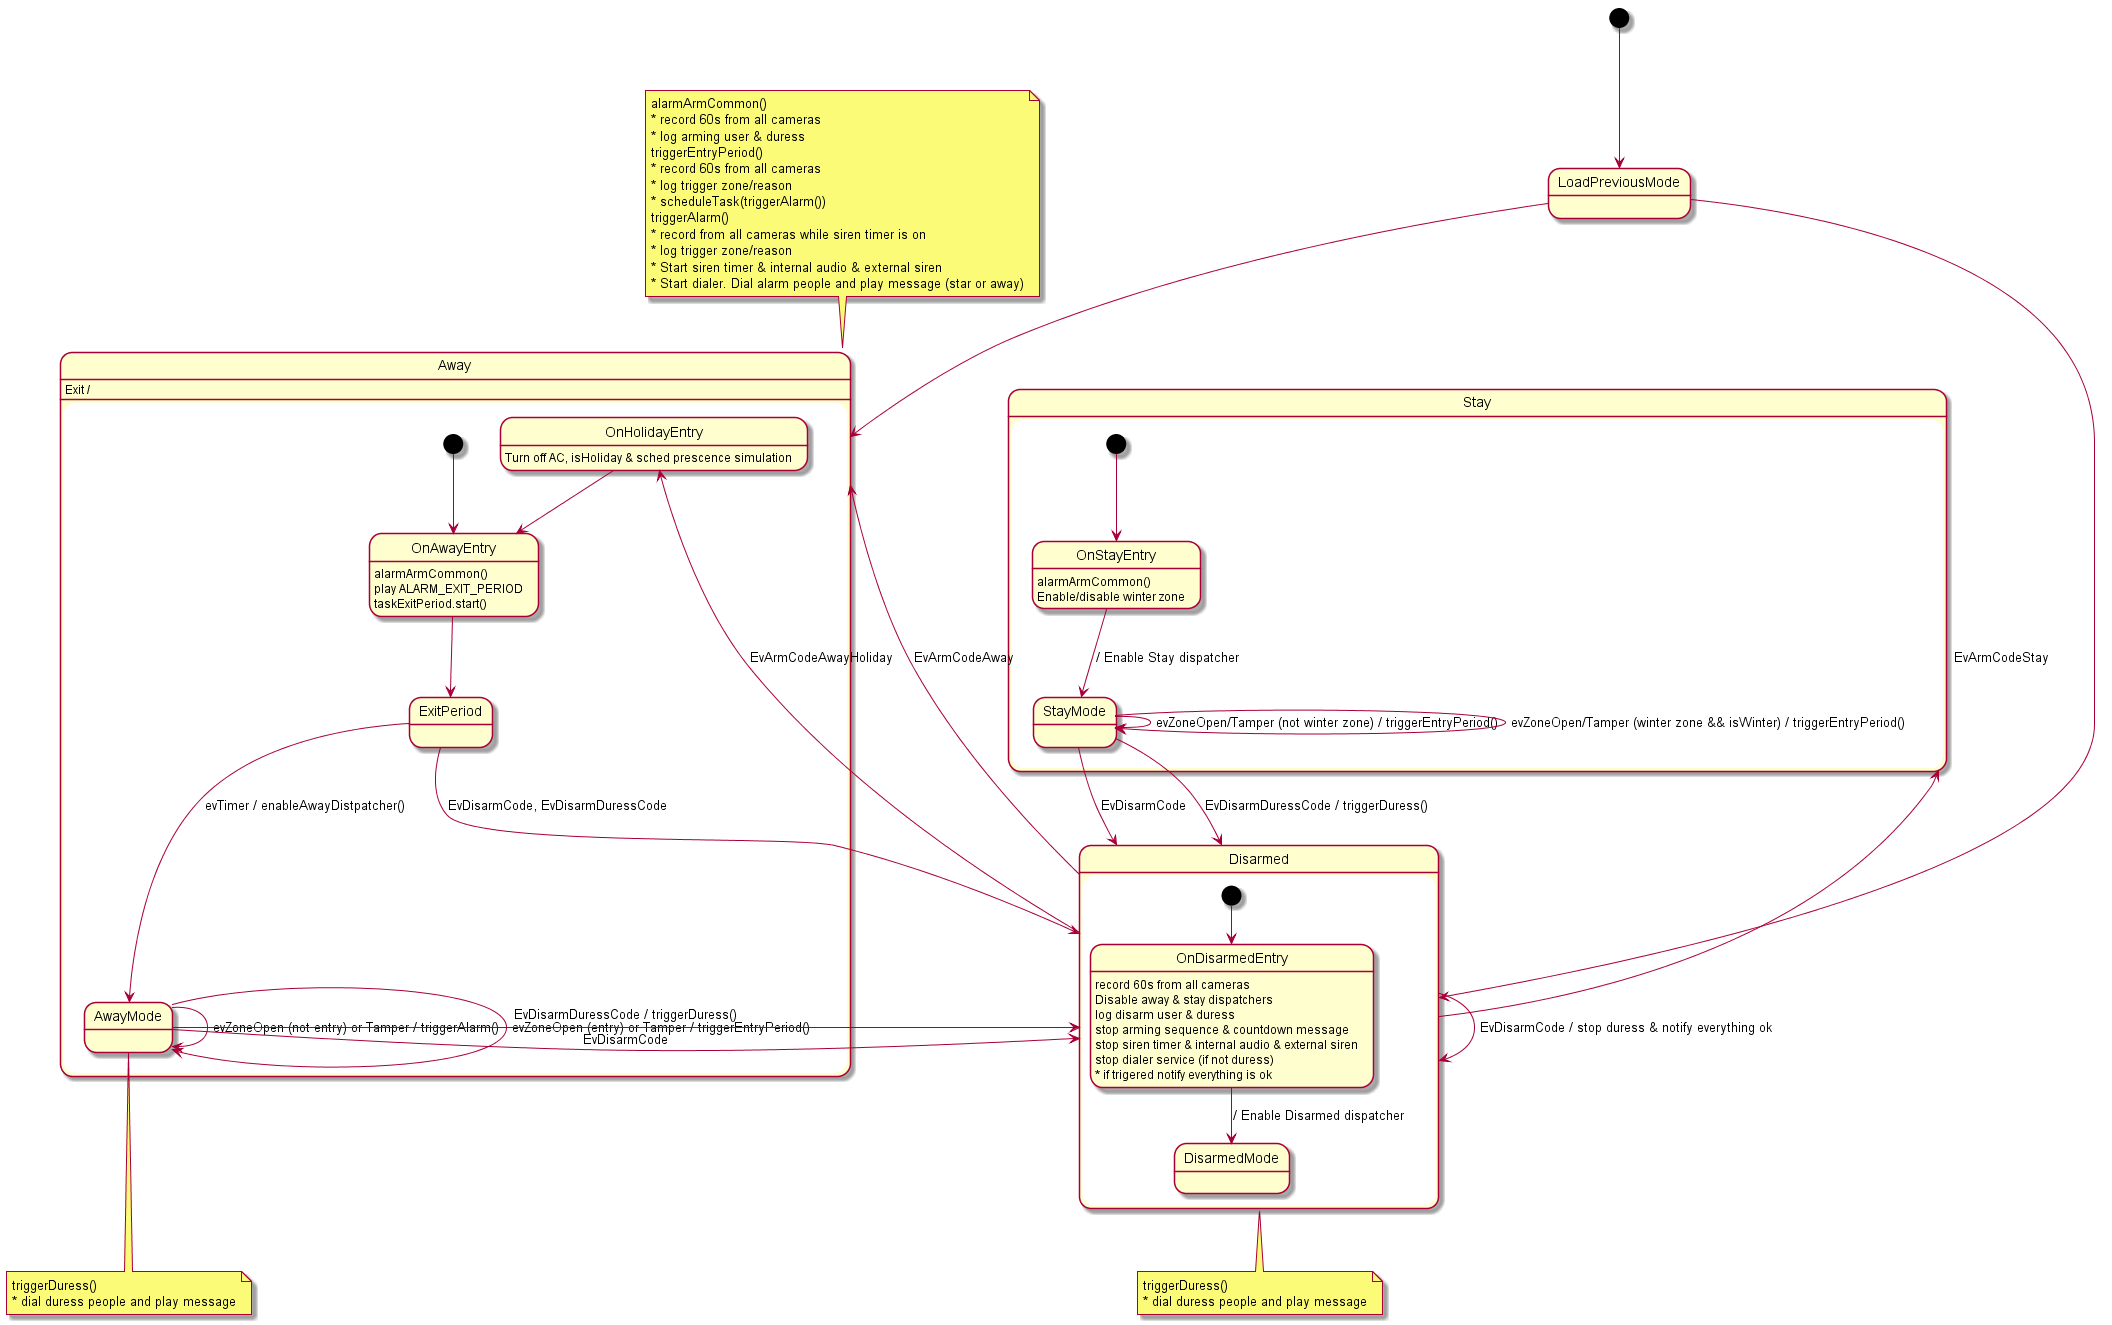 LoadPreviousMode
alarmArmCommon()
* record 60s from all cameras
* log arming user & duress
triggerEntryPeriod()
* record 60s from all cameras
* log trigger zone/reason
* scheduleTask(triggerAlarm())
triggerAlarm()
* record from all cameras while siren timer is on
* log trigger zone/reason
* Start siren timer & internal audio & external siren
* Start dialer. Dial alarm people and play message (star or away)
Away
Exit /
OnHolidayEntry
Turn off AC, isHoliday & sched prescence simulation
OnAwayEntry
alarmArmCommon()
play ALARM_EXIT_PERIOD
taskExitPeriod.start()
ExitPeriod
evTimer / enableAwayDistpatcher()
EvDisarmCode, EvDisarmDuressCode
EvArmCodeAwayHoliday
EvArmCodeAway
AwayMode
evZoneOpen (not entry) or Tamper / triggerAlarm()
EvDisarmDuressCode / triggerDuress()
evZoneOpen (entry) or Tamper / triggerEntryPeriod()
EvDisarmCode
Stay
OnStayEntry
alarmArmCommon()
Enable/disable winter zone
/ Enable Stay dispatcher
StayMode
evZoneOpen/Tamper (not winter zone) / triggerEntryPeriod()
evZoneOpen/Tamper (winter zone && isWinter) / triggerEntryPeriod()
EvArmCodeStay
EvDisarmCode
EvDisarmDuressCode / triggerDuress()
Disarmed
OnDisarmedEntry
record 60s from all cameras
Disable away & stay dispatchers
log disarm user & duress
stop arming sequence & countdown message
stop siren timer & internal audio & external siren
stop dialer service (if not duress)
* if trigered notify everything is ok
EvDisarmCode / stop duress & notify everything ok
/ Enable Disarmed dispatcher
DisarmedMode
triggerDuress()
* dial duress people and play message
triggerDuress()
* dial duress people and play message